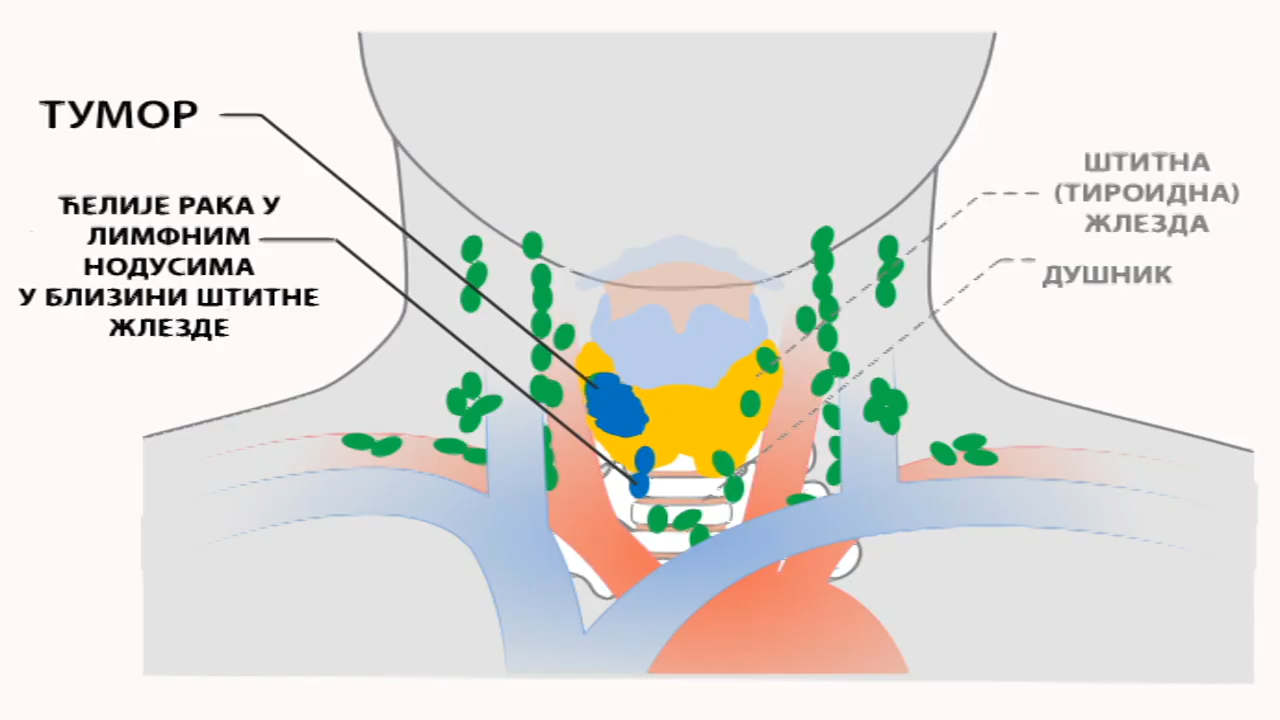 ТУМОР
ЋЕЛИЈЕ РАКА У
ЛИМФНИМ
НОДУСИМА
У БЛИЗИНИ ШТИТНЕ
ЖЛЕЗДЕ
ШТИТНА
(ТИРОИДНА)
ЖЛЕЗДА
ДУШНИК